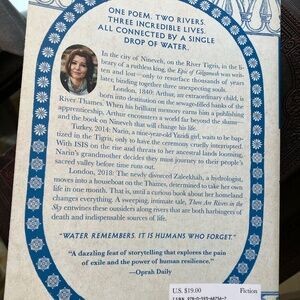 ONE POEM. TWO RIVERS.
THREE INCREDIBLE LIVES.
ALL CONNECTED BY A SINGLE
DROP OF WATER.
In the city of Nineveh, on the River Tigris, in the li-
brary of a ruthless king, the Epic of Gilgamesh was writ-
ten and lost—only to resurface thousands of years
later, binding together three unexpecting souls.
London, 1840: Arthur, an extraordinary child, is
born into destitution on the sewage-filled banks of the
River Thames. When his brilliant memory earns him a publishing
apprenticeship, Arthur encounters a world far beyond the slums—
and the book on Nineveh that will change his life.
Turkey, 2014: Narin, a nine-year-old Yazidi girl, waits to be bap-
tized in the Tigris, only to have the ceremony cruelly interrupted.
With ISIS on the rise and threats to her ancestral lands looming,
Narin's grandmother decides they must journey to their people's
sacred valley before time runs out.
London, 2018: The newly divorced Zaleekhah, a hydrologist,
moves into a houseboat on the Thames, determined to take her own
life in one month. That is, until a curious book about her homeland
changes everything. A sweeping, intimate tale, There Are Rivers in the
Sky entwines these outsiders along rivers that are both harbingers of
death and indispensable sources of life.
"WATER REMEMBERS. IT IS HUMANS WHO FORGET."
"A dazzling feat of storytelling that explores the pain
of exile and the power of human resilience."
—Oprah Daily
U.S. $19.00 Fiction